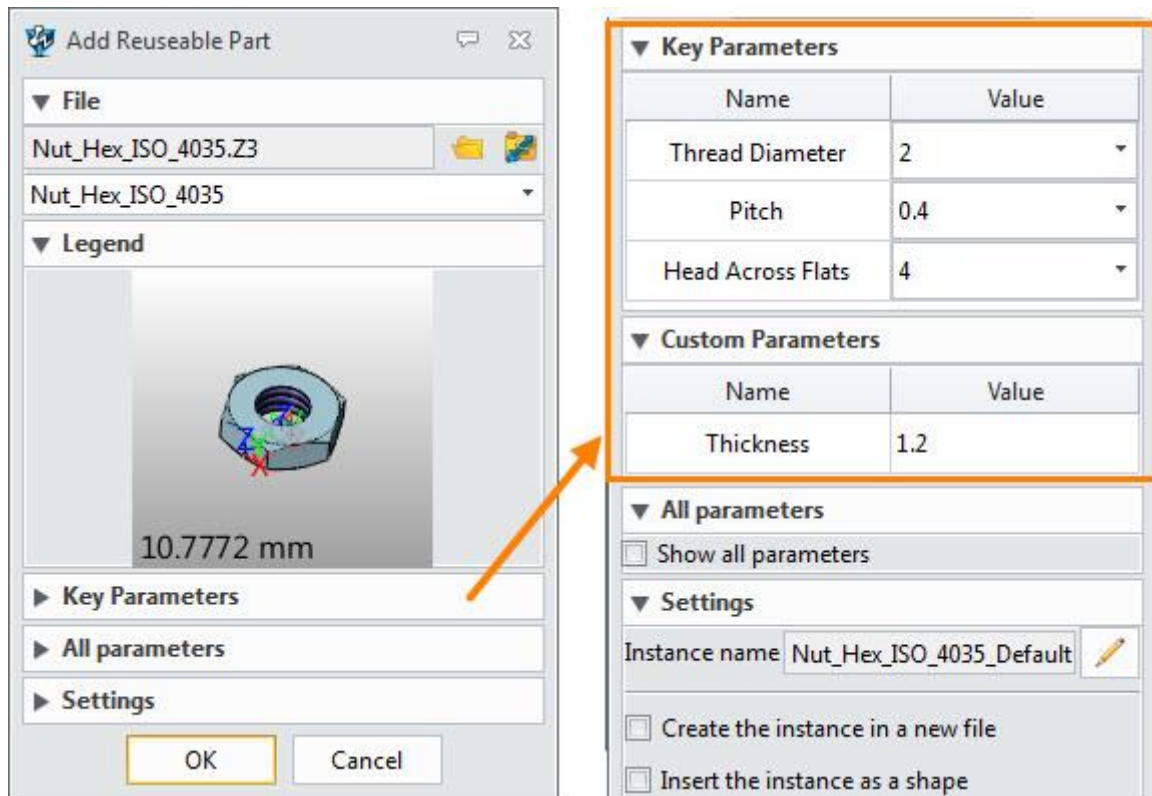 Add Reuseable Part
File
Nut_Hex_ISO_4035.Z3
Nut_Hex_ISO_4035
Legend
10.7772 mm
Key Parameters
All parameters
Settings
OK Cancel
Key Parameters
Name Value
Thread Diameter 2
Pitch 0.4
Head Across Flats 4
Custom Parameters
Name Value
Thickness 1.2
All parameters
Show all parameters
Settings
Instance name Nut_Hex_ISO_4035_Default
Create the instance in a new file
Insert the instance as a shape